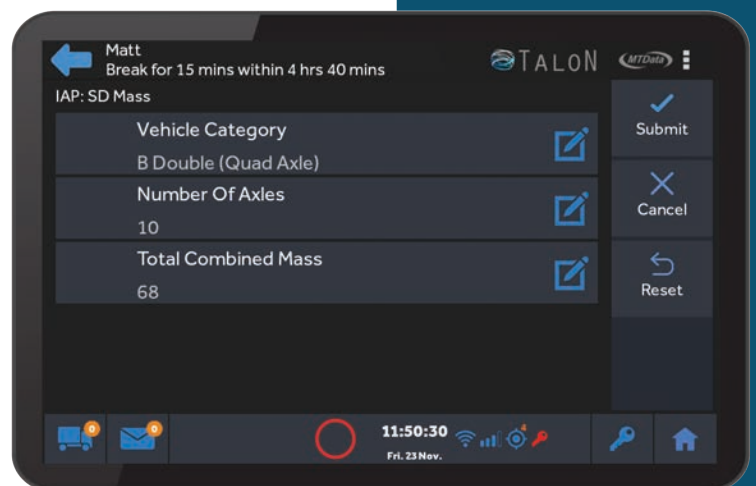 Matt
Break for 15 mins within 4 hrs 40 mins
TALON
MTData
IAP: SD Mass
Vehicle Category
B Double (Quad Axle)
Number Of Axles
10
Total Combined Mass
68
Submit
Cancel
Reset
0
0
11:50:30
4
Fri. 23 Nov.